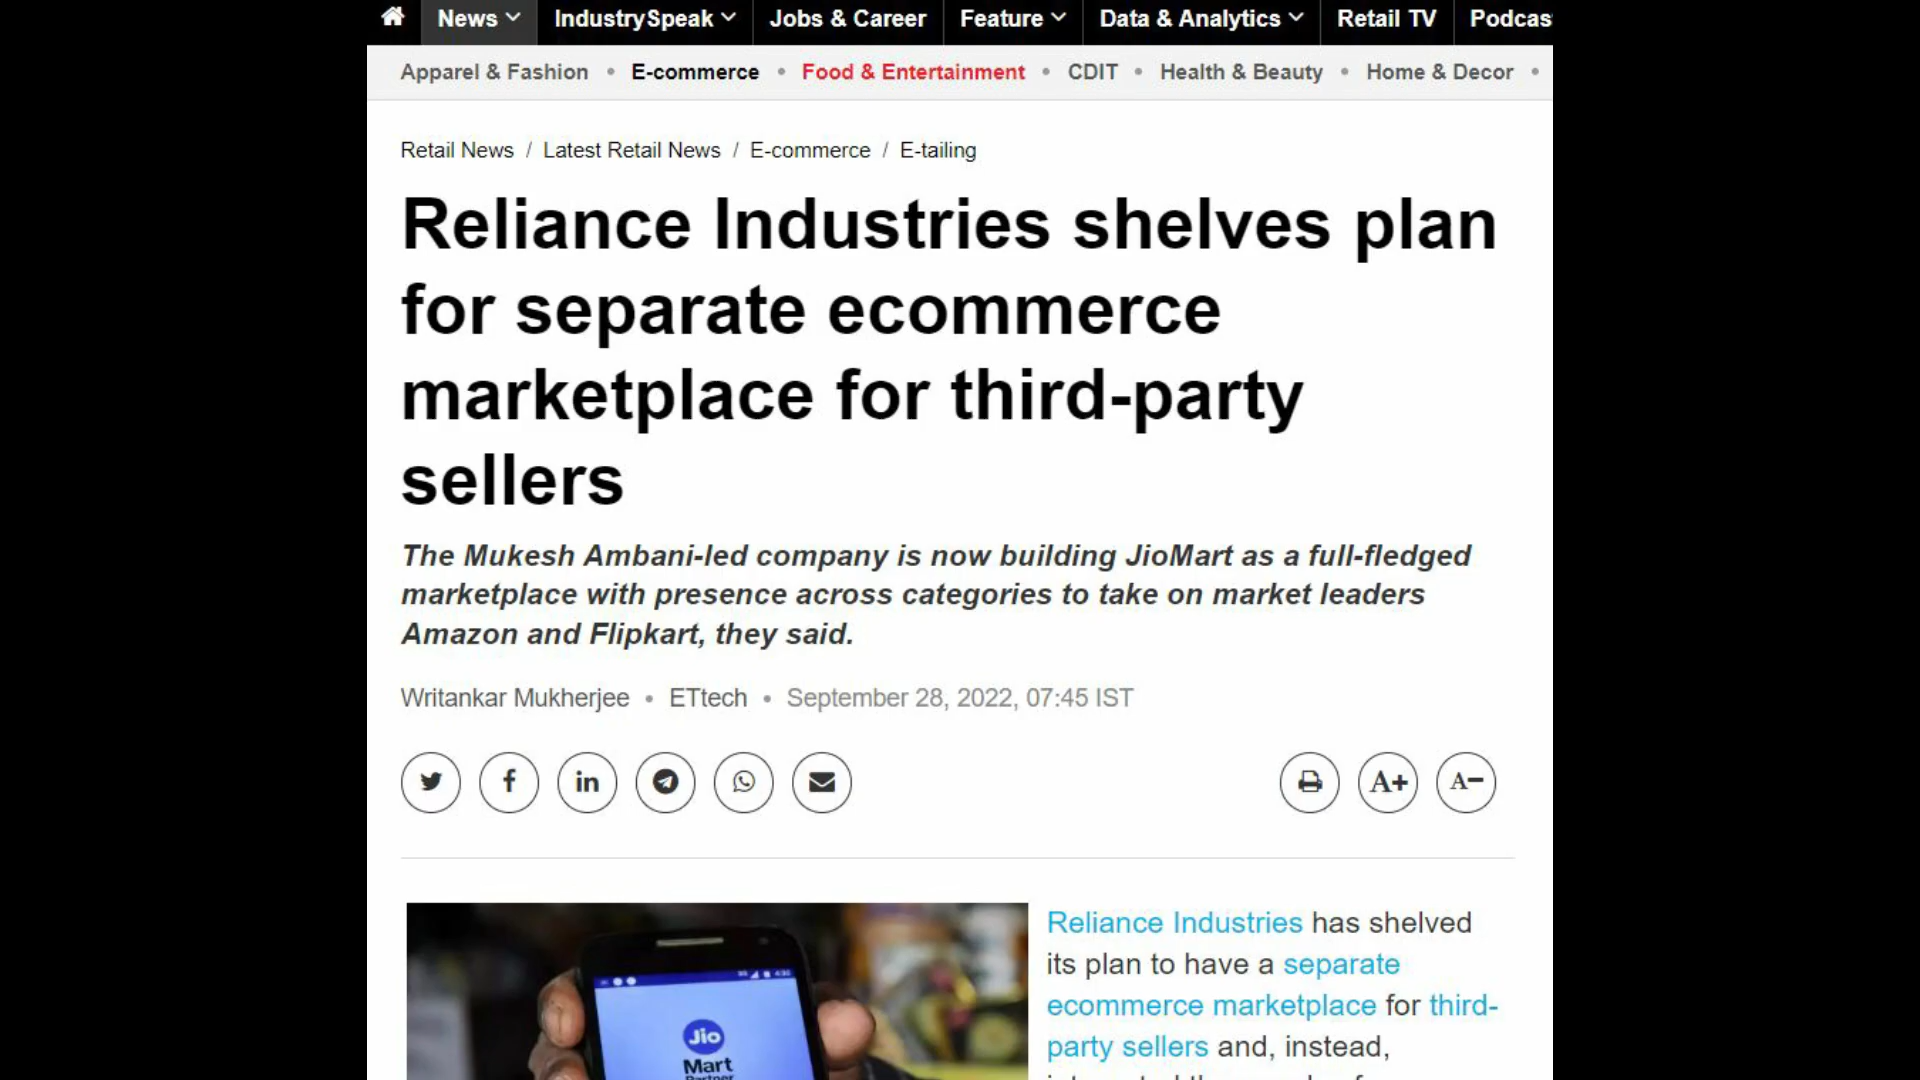 News IndustrySpeak Jobs & Career Feature Data & Analytics Retail TV Podcas
Apparel & Fashion • E-commerce • Food & Entertainment • CDIT • Health & Beauty • Home & Decor •
Retail News / Latest Retail News / E-commerce / E-tailing
Reliance Industries shelves plan
for separate ecommerce
marketplace for third-party
sellers
The Mukesh Ambani-led company is now building JioMart as a full-fledged
marketplace with presence across categories to take on market leaders
Amazon and Flipkart, they said.
Writankar Mukherjee • ETtech • September 28, 2022, 07:45 IST
A+ A-
Reliance Industries has shelved
its plan to have a separate
ecommerce marketplace for third-
party sellers and, instead,
Jio
Mart
Partner